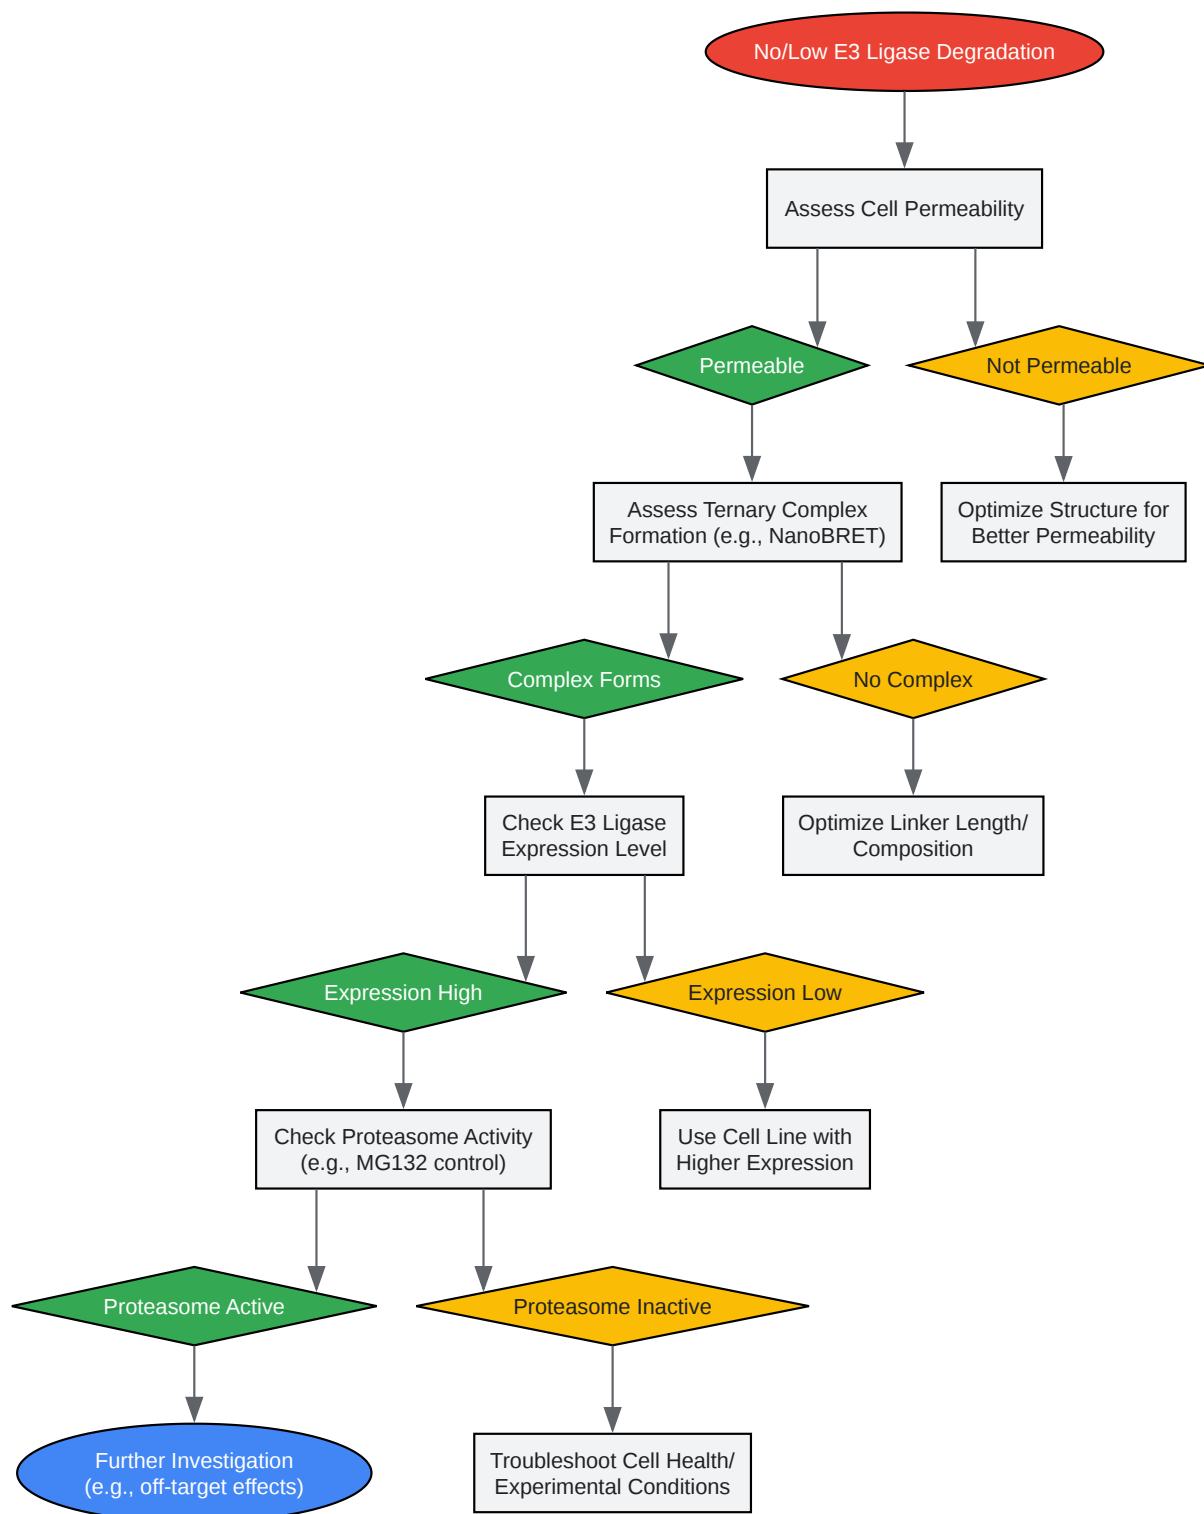 No/Low E3 Ligase Degradation
Assess Cell Permeability
Permeable
Not Permeable
Assess Ternary Complex
Formation (e.g., NanoBRET)
Optimize Structure for
Better Permeability
Complex Forms
No Complex
Check E3 Ligase
Expression Level
Optimize Linker Length/
Composition
Expression High
Expression Low
Check Proteasome Activity
(e.g., MG132 control)
Use Cell Line with
Higher Expression
Proteasome Active
Proteasome Inactive
Further Investigation
(e.g., off-target effects)
Troubleshoot Cell Health/
Experimental Conditions